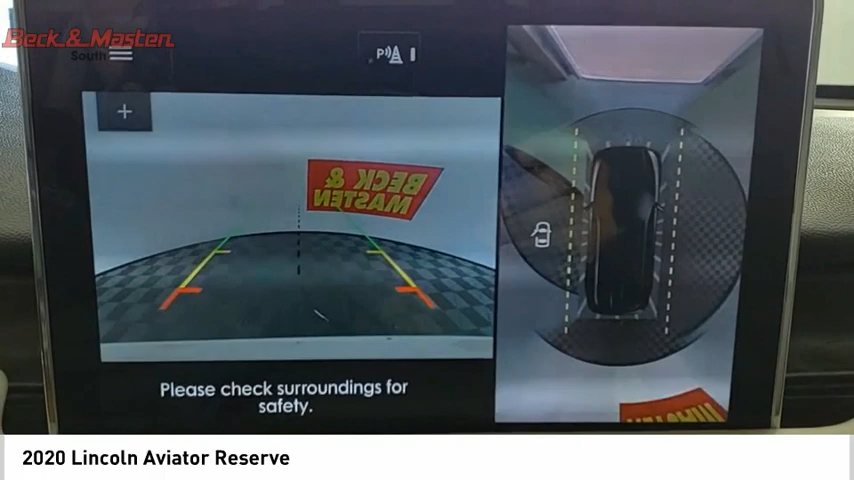 Beck & Masten
South
P
+
BECK &
MASTEN
Please check surroundings for
safety.
2020 Lincoln Aviator Reserve